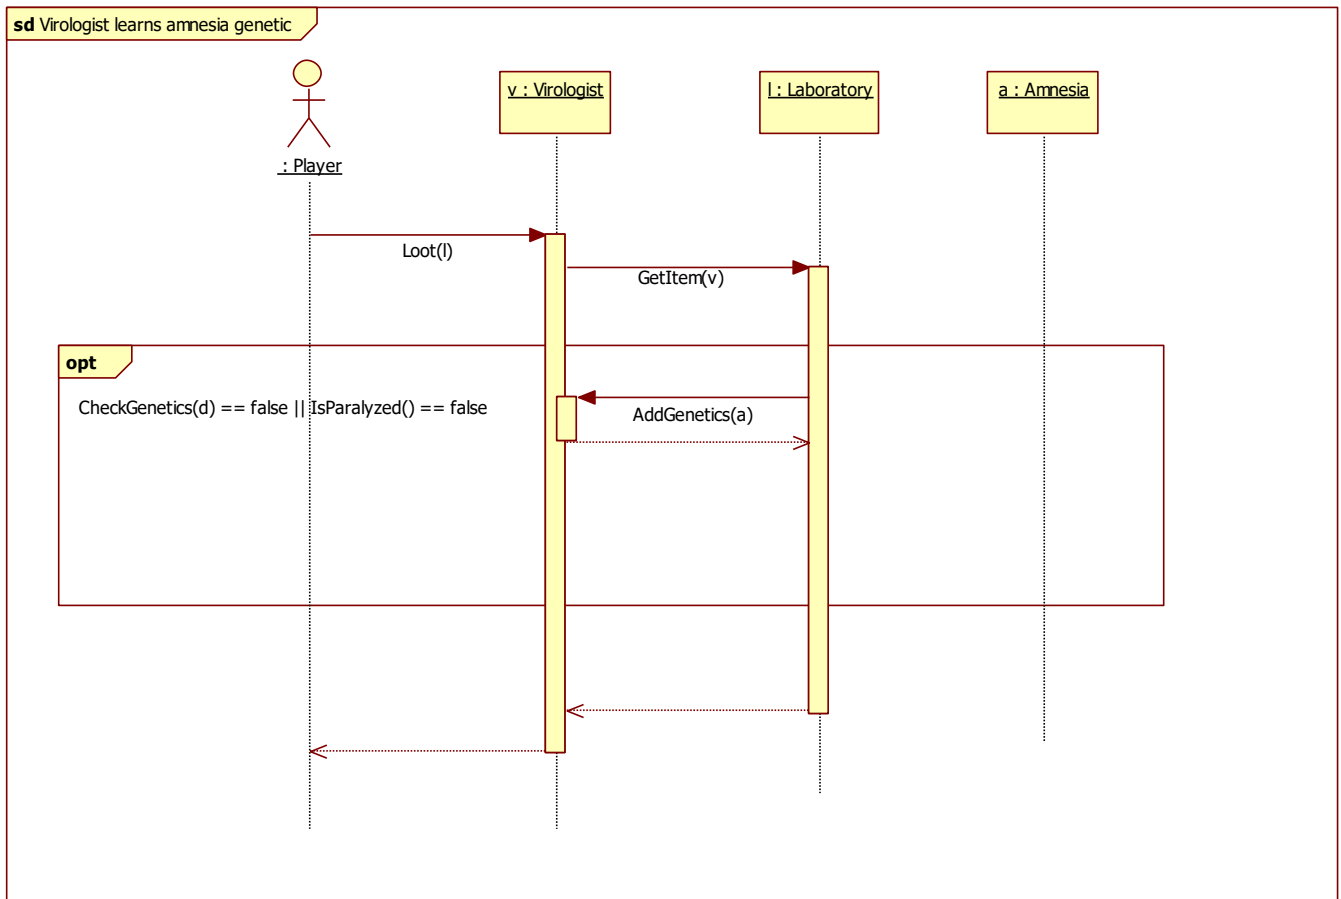 sd Virologist learns amnesia genetic
v : Virologist
l : Laboratory
a : Amnesia
: Player
Loot(l)
GetItem(v)
opt
CheckGenetics(d) == false || IsParalyzed() == false
AddGenetics(a)